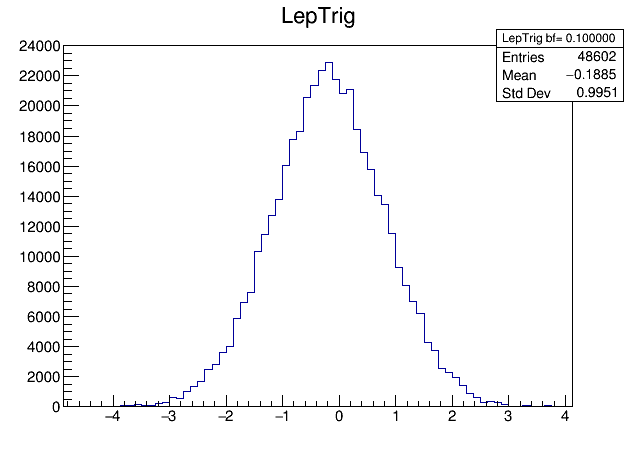 LepTrig
LepTrig bf= 0.100000
Entries 48602
Mean −0.1885
Std Dev 0.9951
24000
22000
20000
18000
16000
14000
12000
10000
8000
6000
4000
2000
0
−4 −3 −2 −1 0 1 2 3 4